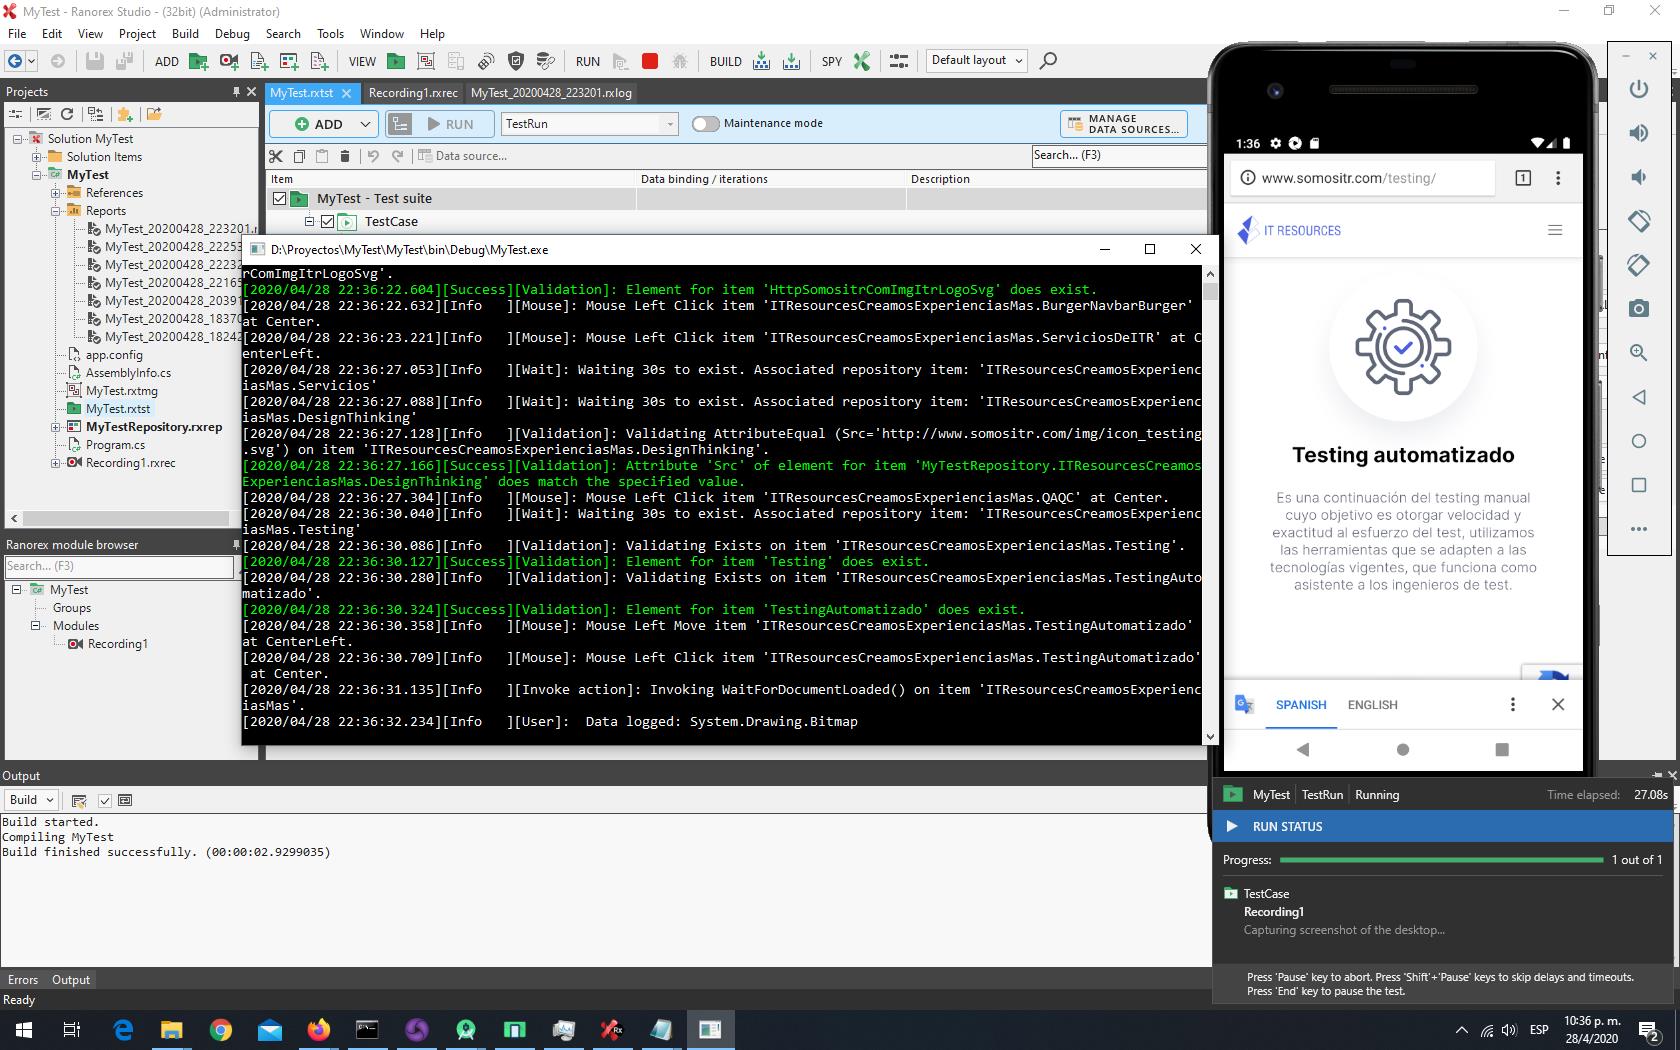 MyTest - Ranorex Studio - (32bit) (Administrator)
File Edit View Project Build Debug Search Tools Window Help
ADD VIEW RUN BUILD SPY Default layout
Projects
MyTest.rxtst Recording1.rxrec MyTest_20200428_223201.rxlog
ADD RUN TestRun Maintenance mode MANAGE DATA SOURCES...
Data source... Search... (F3)
Item Data binding / iterations Description
MyTest - Test suite
TestCase
Solution MyTest
Solution Items
MyTest
References
Reports
MyTest_20200428_223201.r
MyTest_20200428_22253
MyTest_20200428_22232
MyTest_20200428_22165
MyTest_20200428_20391
MyTest_20200428_18370
MyTest_20200428_18242
app.config
AssemblyInfo.cs
MyTest.rxtmg
MyTest.rxtst
MyTestRepository.rxrep
Program.cs
Recording1.rxrec
Ranorex module browser
Search... (F3)
MyTest
Groups
Modules
Recording1
D:\Proyectos\MyTest\MyTest\bin\Debug\MyTest.exe
rComImgItrLogoSvg'.
[2020/04/28 22:36:22.604][Success][Validation]: Element for item 'HttpSomositrComImgItrLogoSvg' does exist.
[2020/04/28 22:36:22.632][Info   ][Mouse]: Mouse Left Click item 'ITResourcesCreamosExperienciasMas.BurgerNavbarBurger'
at Center.
[2020/04/28 22:36:23.221][Info   ][Mouse]: Mouse Left Click item 'ITResourcesCreamosExperienciasMas.ServiciosDeITR' at C
enterLeft.
[2020/04/28 22:36:27.053][Info   ][Wait]: Waiting 30s to exist. Associated repository item: 'ITResourcesCreamosExperienc
iasMas.Servicios'
[2020/04/28 22:36:27.088][Info   ][Wait]: Waiting 30s to exist. Associated repository item: 'ITResourcesCreamosExperienc
iasMas.DesignThinking'
[2020/04/28 22:36:27.128][Info   ][Validation]: Validating AttributeEqual (Src='http://www.somositr.com/img/icon_testing
.svg') on item 'ITResourcesCreamosExperienciasMas.DesignThinking'.
[2020/04/28 22:36:27.166][Success][Validation]: Attribute 'Src' of element for item 'MyTestRepository.ITResourcesCreamos
ExperienciasMas.DesignThinking' does match the specified value.
[2020/04/28 22:36:27.304][Info   ][Mouse]: Mouse Left Click item 'ITResourcesCreamosExperienciasMas.QAQC' at Center.
[2020/04/28 22:36:30.040][Info   ][Wait]: Waiting 30s to exist. Associated repository item: 'ITResourcesCreamosExperienc
iasMas.Testing'
[2020/04/28 22:36:30.086][Info   ][Validation]: Validating Exists on item 'ITResourcesCreamosExperienciasMas.Testing'.
[2020/04/28 22:36:30.127][Success][Validation]: Element for item 'Testing' does exist.
[2020/04/28 22:36:30.280][Info   ][Validation]: Validating Exists on item 'ITResourcesCreamosExperienciasMas.TestingAuto
matizado'.
[2020/04/28 22:36:30.324][Success][Validation]: Element for item 'TestingAutomatizado' does exist.
[2020/04/28 22:36:30.358][Info   ][Mouse]: Mouse Left Move item 'ITResourcesCreamosExperienciasMas.TestingAutomatizado'
at CenterLeft.
[2020/04/28 22:36:30.709][Info   ][Mouse]: Mouse Left Click item 'ITResourcesCreamosExperienciasMas.TestingAutomatizado'
at Center.
[2020/04/28 22:36:31.135][Info   ][Invoke action]: Invoking WaitForDocumentLoaded() on item 'ITResourcesCreamosExperienc
iasMas'.
[2020/04/28 22:36:32.234][Info   ][User]:  Data logged: System.Drawing.Bitmap
1:36
www.somositr.com/testing/ 1
IT RESOURCES
Testing automatizado
Es una continuación del testing manual
cuyo objetivo es otorgar velocidad y
exactitud al esfuerzo del test, utilizamos
las herramientas que se adapten a las
tecnologías vigentes, que funciona como
asistente a los ingenieros de test.
SPANISH ENGLISH
MyTest TestRun Running Time elapsed: 27.08s
RUN STATUS
Progress: 1 out of 1
TestCase
Recording1
Capturing screenshot of the desktop...
Press 'Pause' key to abort. Press 'Shift'+'Pause' keys to skip delays and timeouts.
Press 'End' key to pause the test.
Output
Build
Build started.
Compiling MyTest
Build finished successfully. (00:00:02.9299035)
Errors Output
Ready
ESP 10:36 p. m.
28/4/2020 2